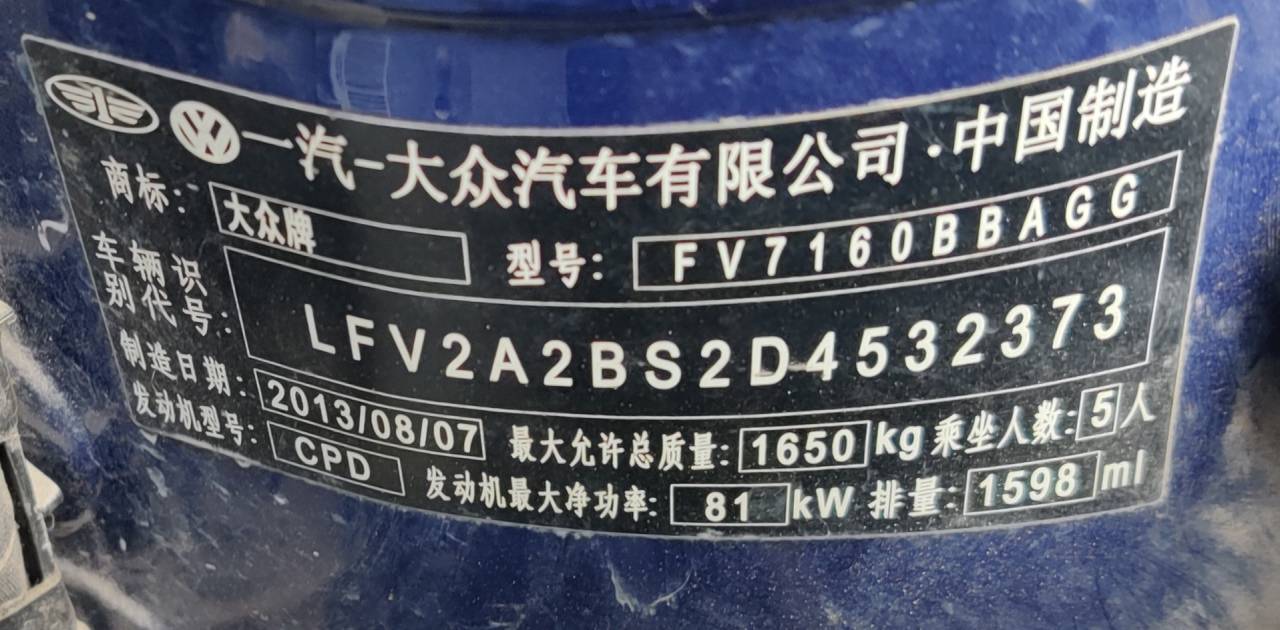 一汽-大众汽车有限公司·中国制造
商标: 大众牌 型号: FV7160BBAGG
车辆识别代号: LFV2A2BS2D4532373
制造日期: 2013/08/07 最大允许总质量: 1650 kg 乘坐人数: 5 人
发动机型号: CPD 发动机最大净功率: 81 kW 排量: 1598 ml